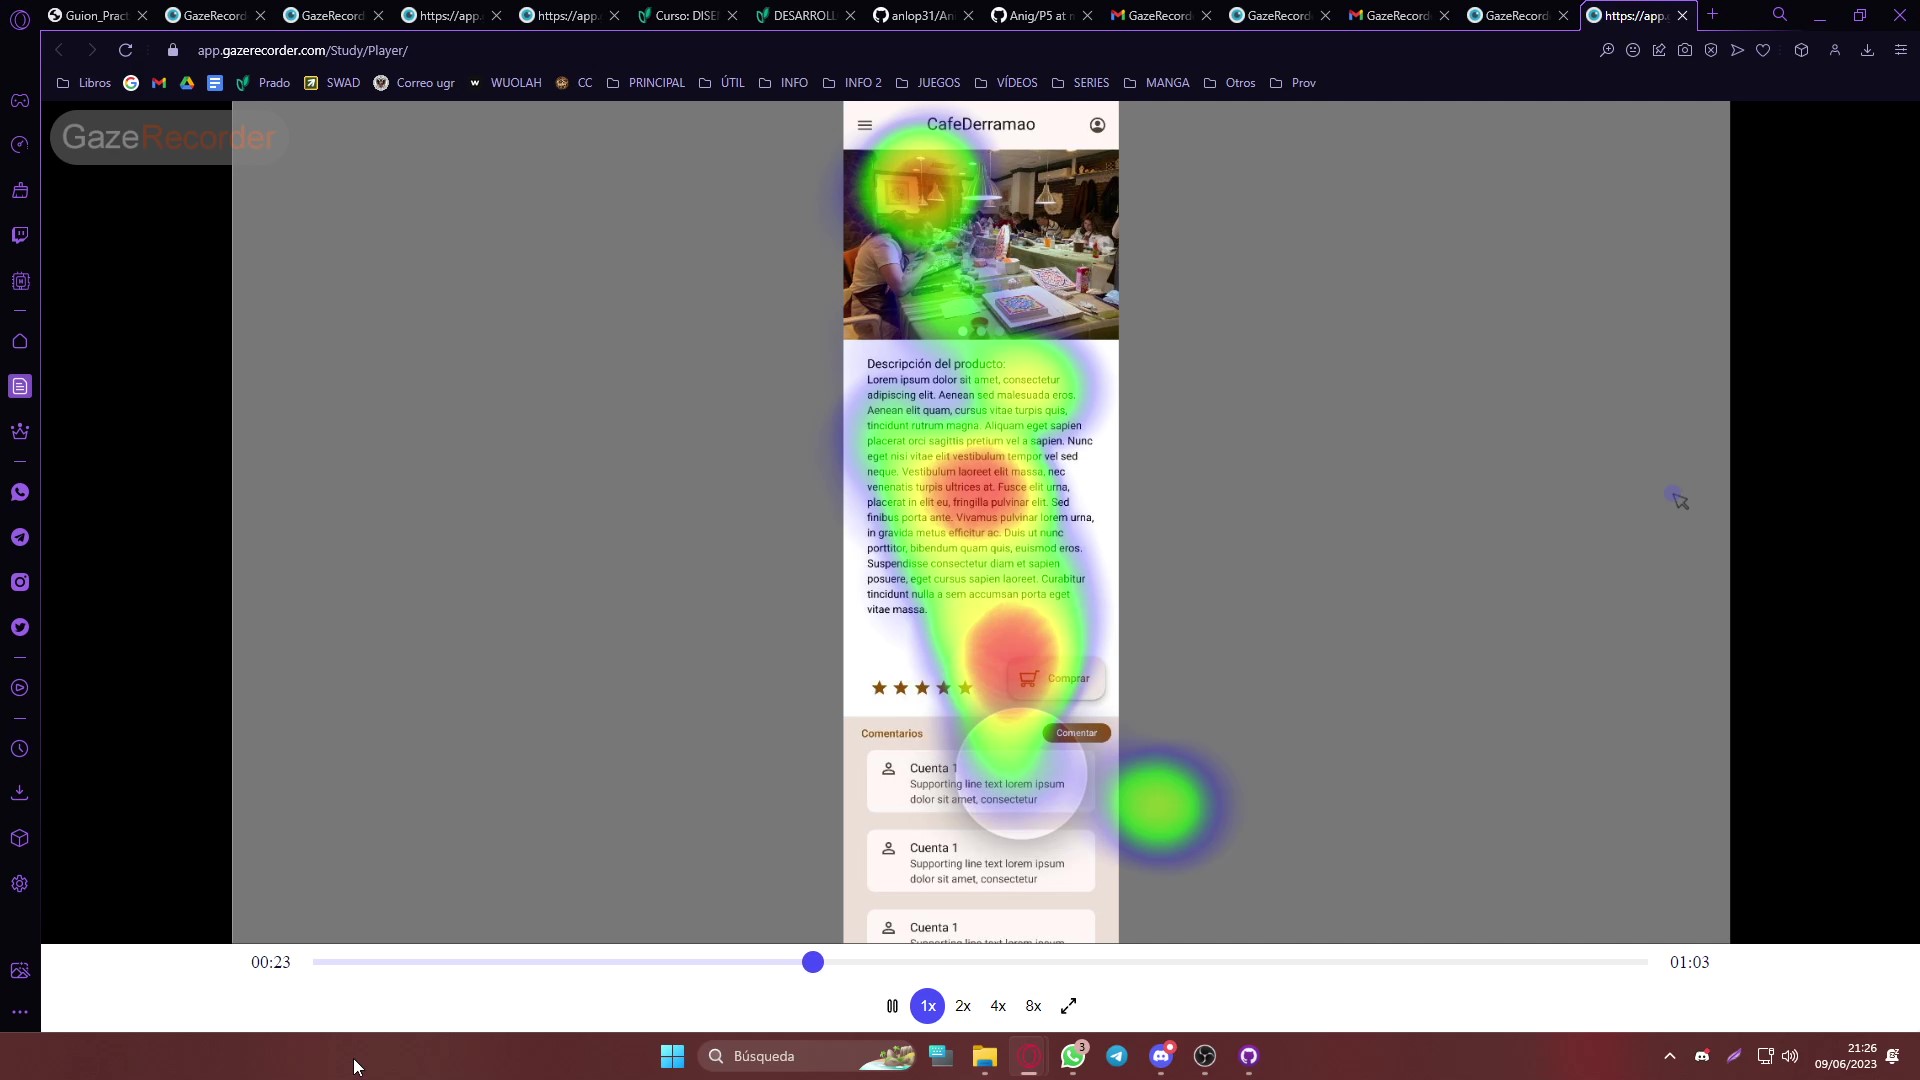 Guion_Pract
GazeRecord
GazeRecord
https://app.
https://app.
Curso: DISE
DESARROLL
anlop31/An
Anig/P5 at
GazeRecord
GazeRecord
GazeRecord
GazeRecord
https://app.
app.gazerecorder.com/Study/Player/
Libros
Prado
SWAD
Correo ugr
WUOLAH
CC
PRINCIPAL
ÚTIL
INFO
INFO 2
JUEGOS
VÍDEOS
SERIES
MANGA
Otros
Prov
GazeRecorder
CafeDerramao
Descripción del producto:
Lorem ipsum dolor sit amet, consectetur
adipiscing elit. Aenean sed malesuada eros.
Aenean elit quam, cursus vitae turpis quis,
tincidunt rutrum magna. Aliquam eget sapien
placerat orci sagittis pretium vel a sapien. Nunc
eget nisi vitae elit vestibulum tempor vel sed
neque. Vestibulum laoreet elit massa, nec
venenatis turpis ultrices at. Fusce elit urna,
placerat in elit eu, fringilla pulvinar elit. Sed
finibus porta ante. Vivamus pulvinar lorem urna,
in gravida metus efficitur ac. Duis ut nunc
porttitor, bibendum quam quis, euismod eros.
Suspendisse consectetur diam et sapien
posuere, eget cursus sapien laoreet. Curabitur
tincidunt nulla a sem accumsan porta eget
vitae massa.
Comprar
Comentarios
Comentar
Cuenta 1
Supporting line text lorem ipsum
dolor sit amet, consectetur
Cuenta 1
Supporting line text lorem ipsum
dolor sit amet, consectetur
Cuenta 1
Supporting line text lorem ipsum
00:23
01:03
1x
2x
4x
8x
Búsqueda
3
21:26
09/06/2023